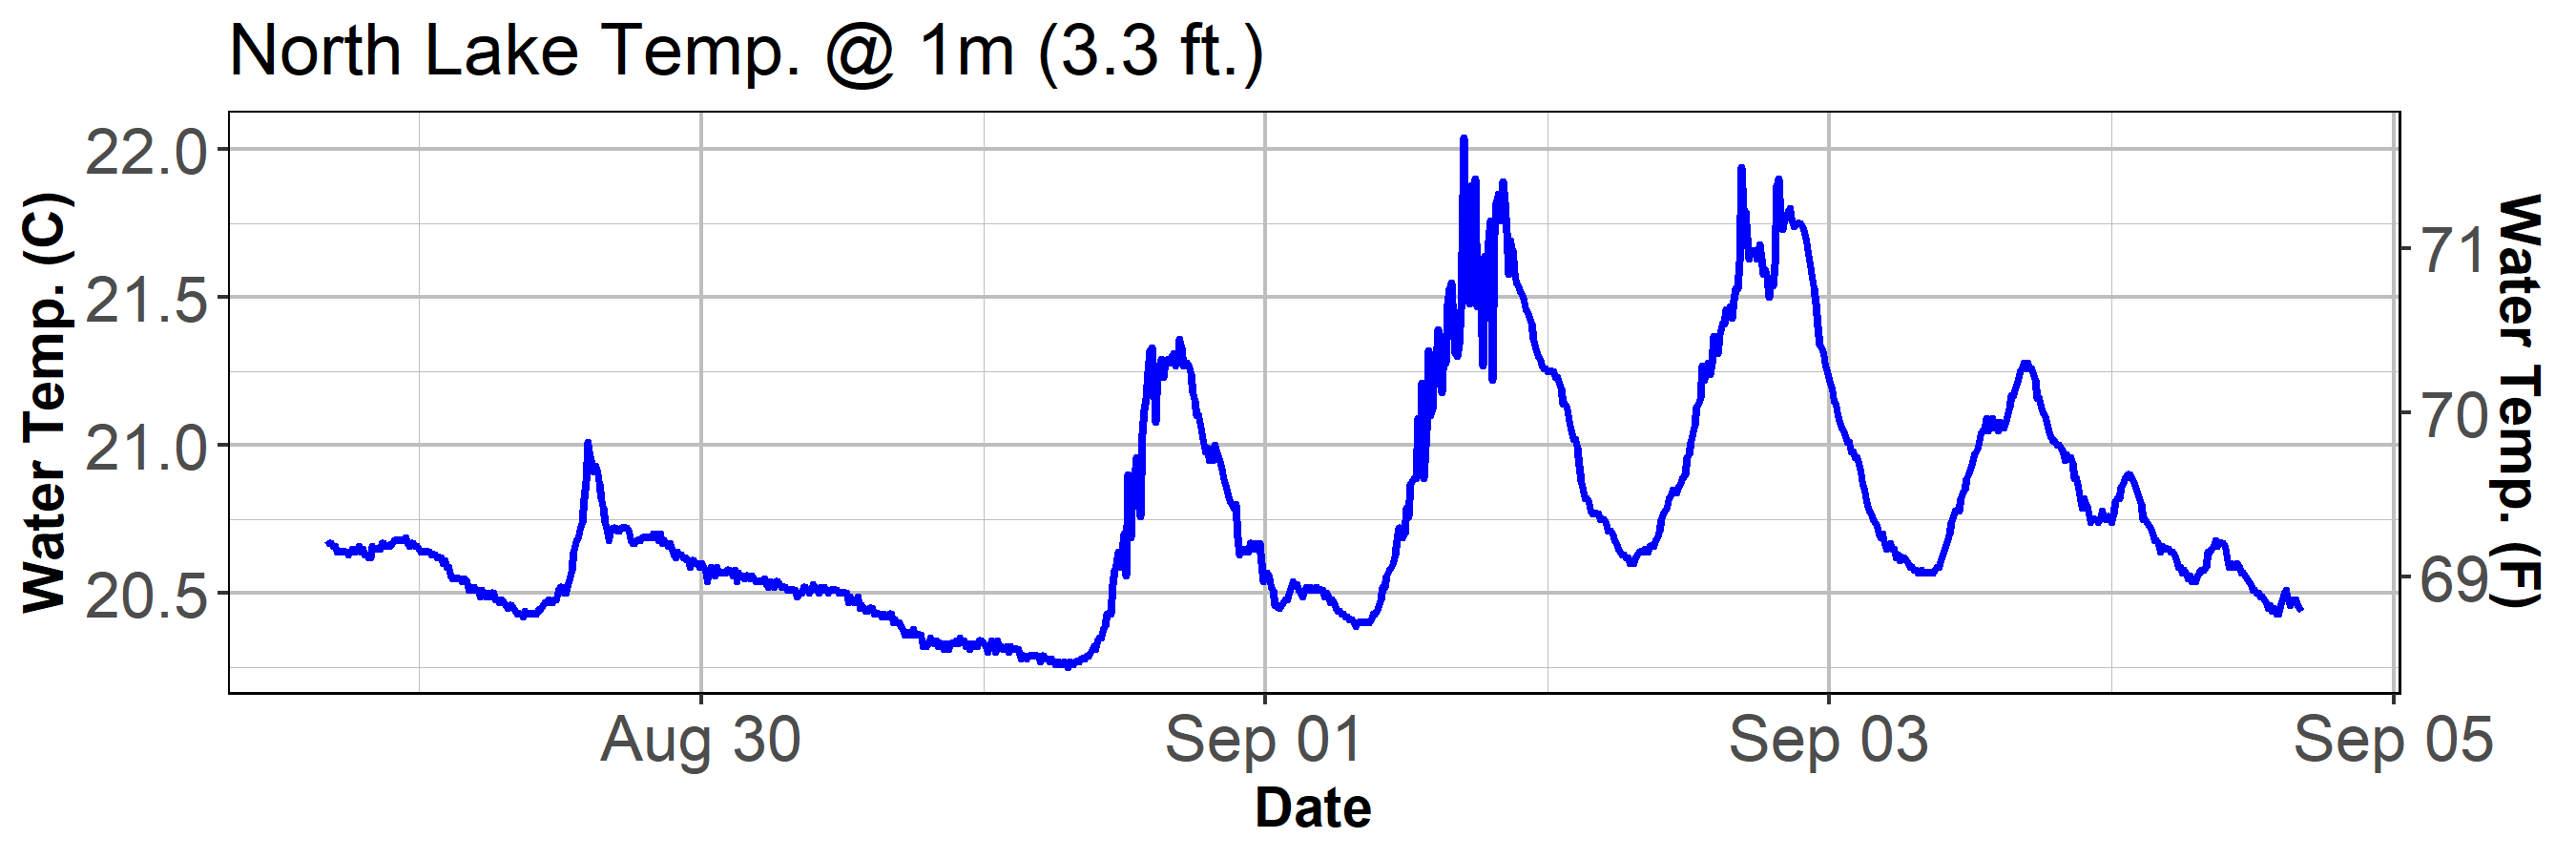 North Lake Temp. @ 1m (3.3 ft.)
Water Temp. (C)
22.0
21.5
21.0
20.5
71
70
69
Water Temp. (F)
Aug 30 Sep 01 Sep 03 Sep 05
Date